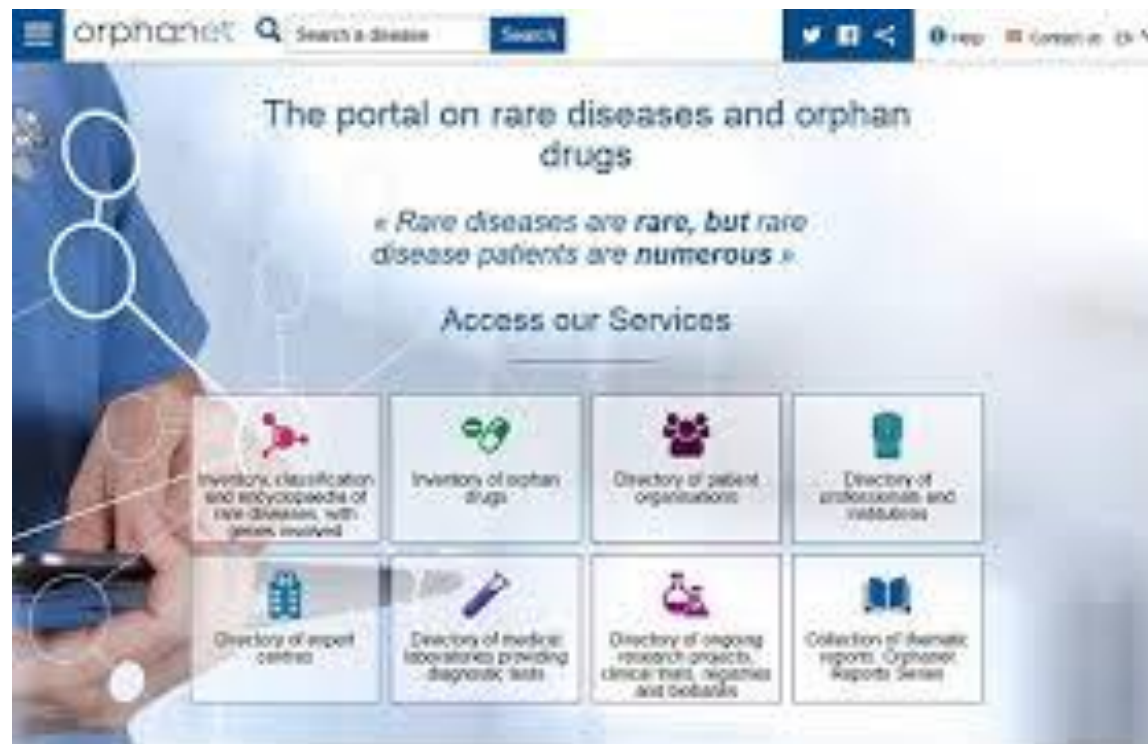 orphanet
Search a disease
Search
Help
Contact us
The portal on rare diseases and orphan
drugs
« Rare diseases are rare, but rare
disease patients are numerous »
Access our Services
Inventory, classification
and encyclopaedia of
rare diseases, with
genes involved
Inventory of orphan
drugs
Directory of patient
organisations
Directory of
professionals and
institutions
Directory of expert
centres
Directory of medical
laboratories providing
diagnostic tests
Directory of ongoing
research projects,
clinical trials, registries
and biobanks
Collection of thematic
reports, Orphanet
Reports Series